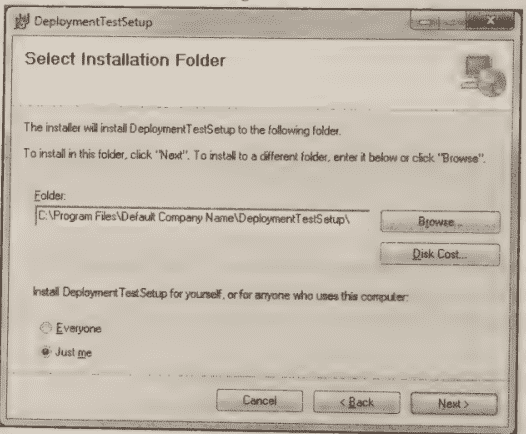 DeploymentTestSetup
Select Installation Folder
The installer will install DeploymentTestSetup to the following folder.
To install in this folder, click "Next". To install to a different folder, enter it below or click "Browse".
Folder:
C:\Program Files\Default Company Name\DeploymentTestSetup\
Browse...
Disk Cost...
Install DeploymentTestSetup for yourself, or for anyone who uses this computer:
Everyone
Just me
Cancel
< Back
Next >